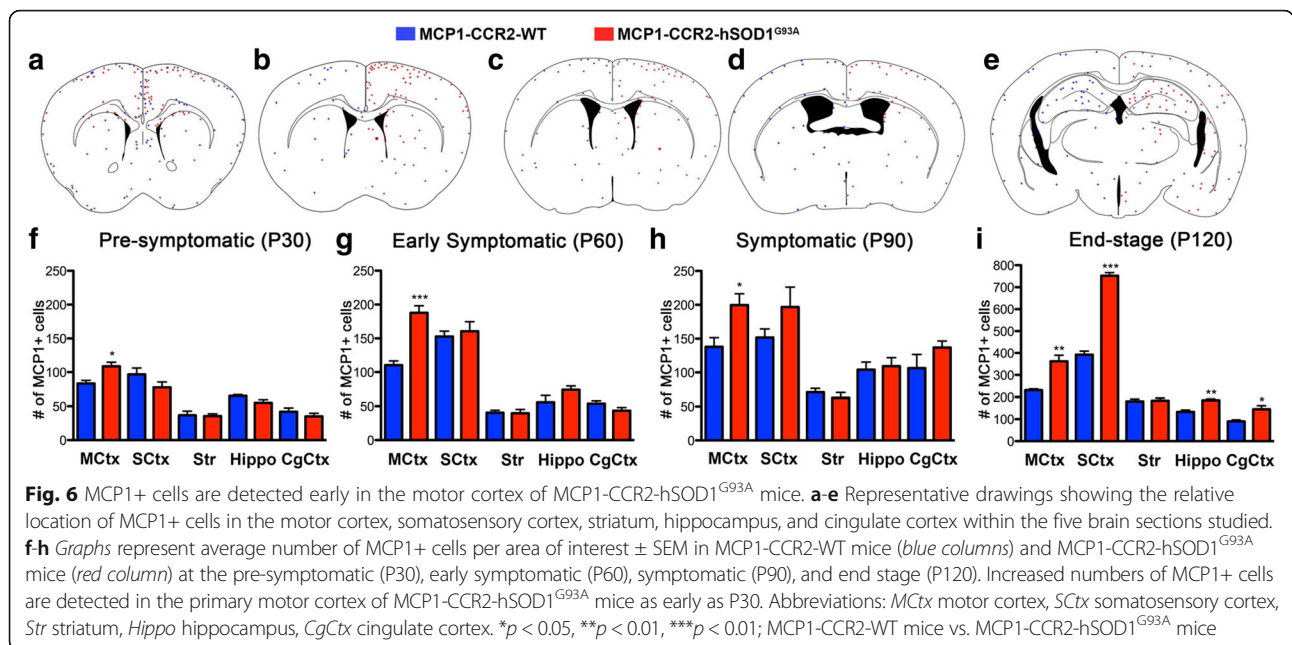 MCP1-CCR2-WT MCP1-CCR2-hSOD1G93A
a b c d e
f Pre-symptomatic (P30)
# of MCP1+ cells
250
200
150
100
50
0
*
MCtx SCtx Str Hippo CgCtx
g Early Symptomatic (P60)
# of MCP1+ cells
250
200
150
100
50
0
***
MCtx SCtx Str Hippo CgCtx
h Symptomatic (P90)
# of MCP1+ cells
250
200
150
100
50
0
*
MCtx SCtx Str Hippo CgCtx
i End-stage (P120)
# of MCP1+ cells
800
700
600
500
400
300
200
100
0
** *** ** *
MCtx SCtx Str Hippo CgCtx
Fig. 6 MCP1+ cells are detected early in the motor cortex of MCP1-CCR2-hSOD1G93A mice. a-e Representative drawings showing the relative
location of MCP1+ cells in the motor cortex, somatosensory cortex, striatum, hippocampus, and cingulate cortex within the five brain sections studied.
f-h Graphs represent average number of MCP1+ cells per area of interest ± SEM in MCP1-CCR2-WT mice (blue columns) and MCP1-CCR2-hSOD1G93A
mice (red column) at the pre-symptomatic (P30), early symptomatic (P60), symptomatic (P90), and end stage (P120). Increased numbers of MCP1+ cells
are detected in the primary motor cortex of MCP1-CCR2-hSOD1G93A mice as early as P30. Abbreviations: MCtx motor cortex, SCtx somatosensory cortex,
Str striatum, Hippo hippocampus, CgCtx cingulate cortex. *p < 0.05, **p < 0.01, ***p < 0.01; MCP1-CCR2-WT mice vs. MCP1-CCR2-hSOD1G93A mice